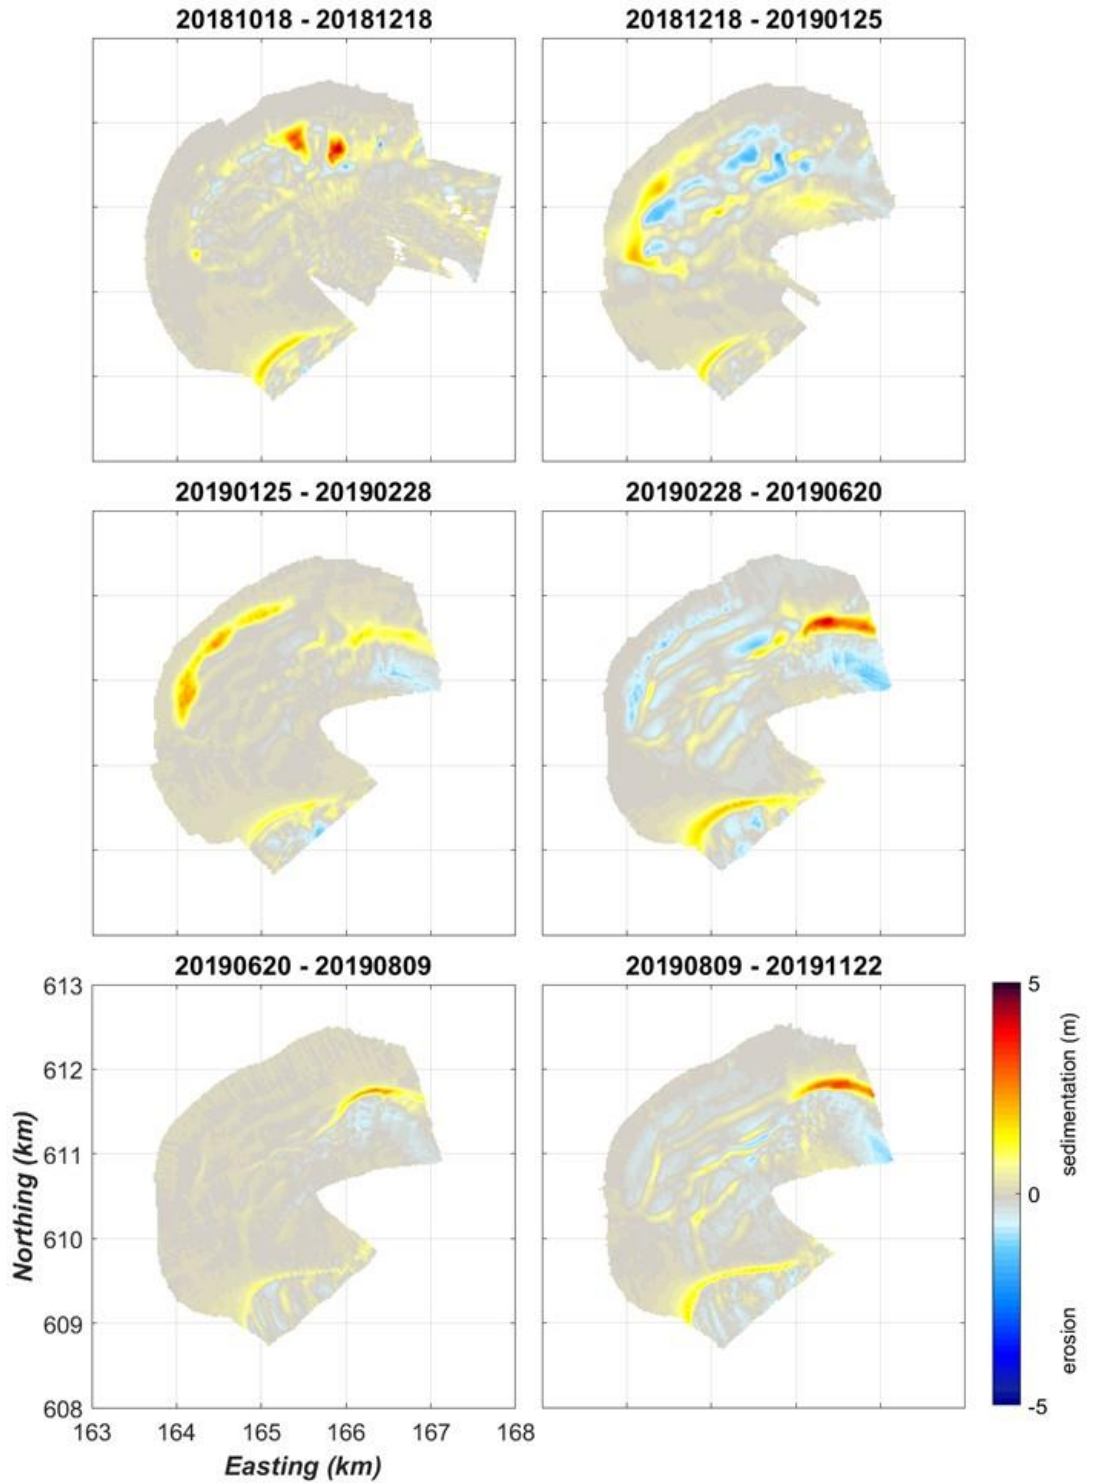 20181018 - 20181218
20181218 - 20190125
20190125 - 20190228
20190228 - 20190620
20190620 - 20190809
20190809 - 20191122
613
612
611
610
609
608
Northing (km)
163 164 165 166 167 168
Easting (km)
5
0
-5
sedimentation (m)
erosion